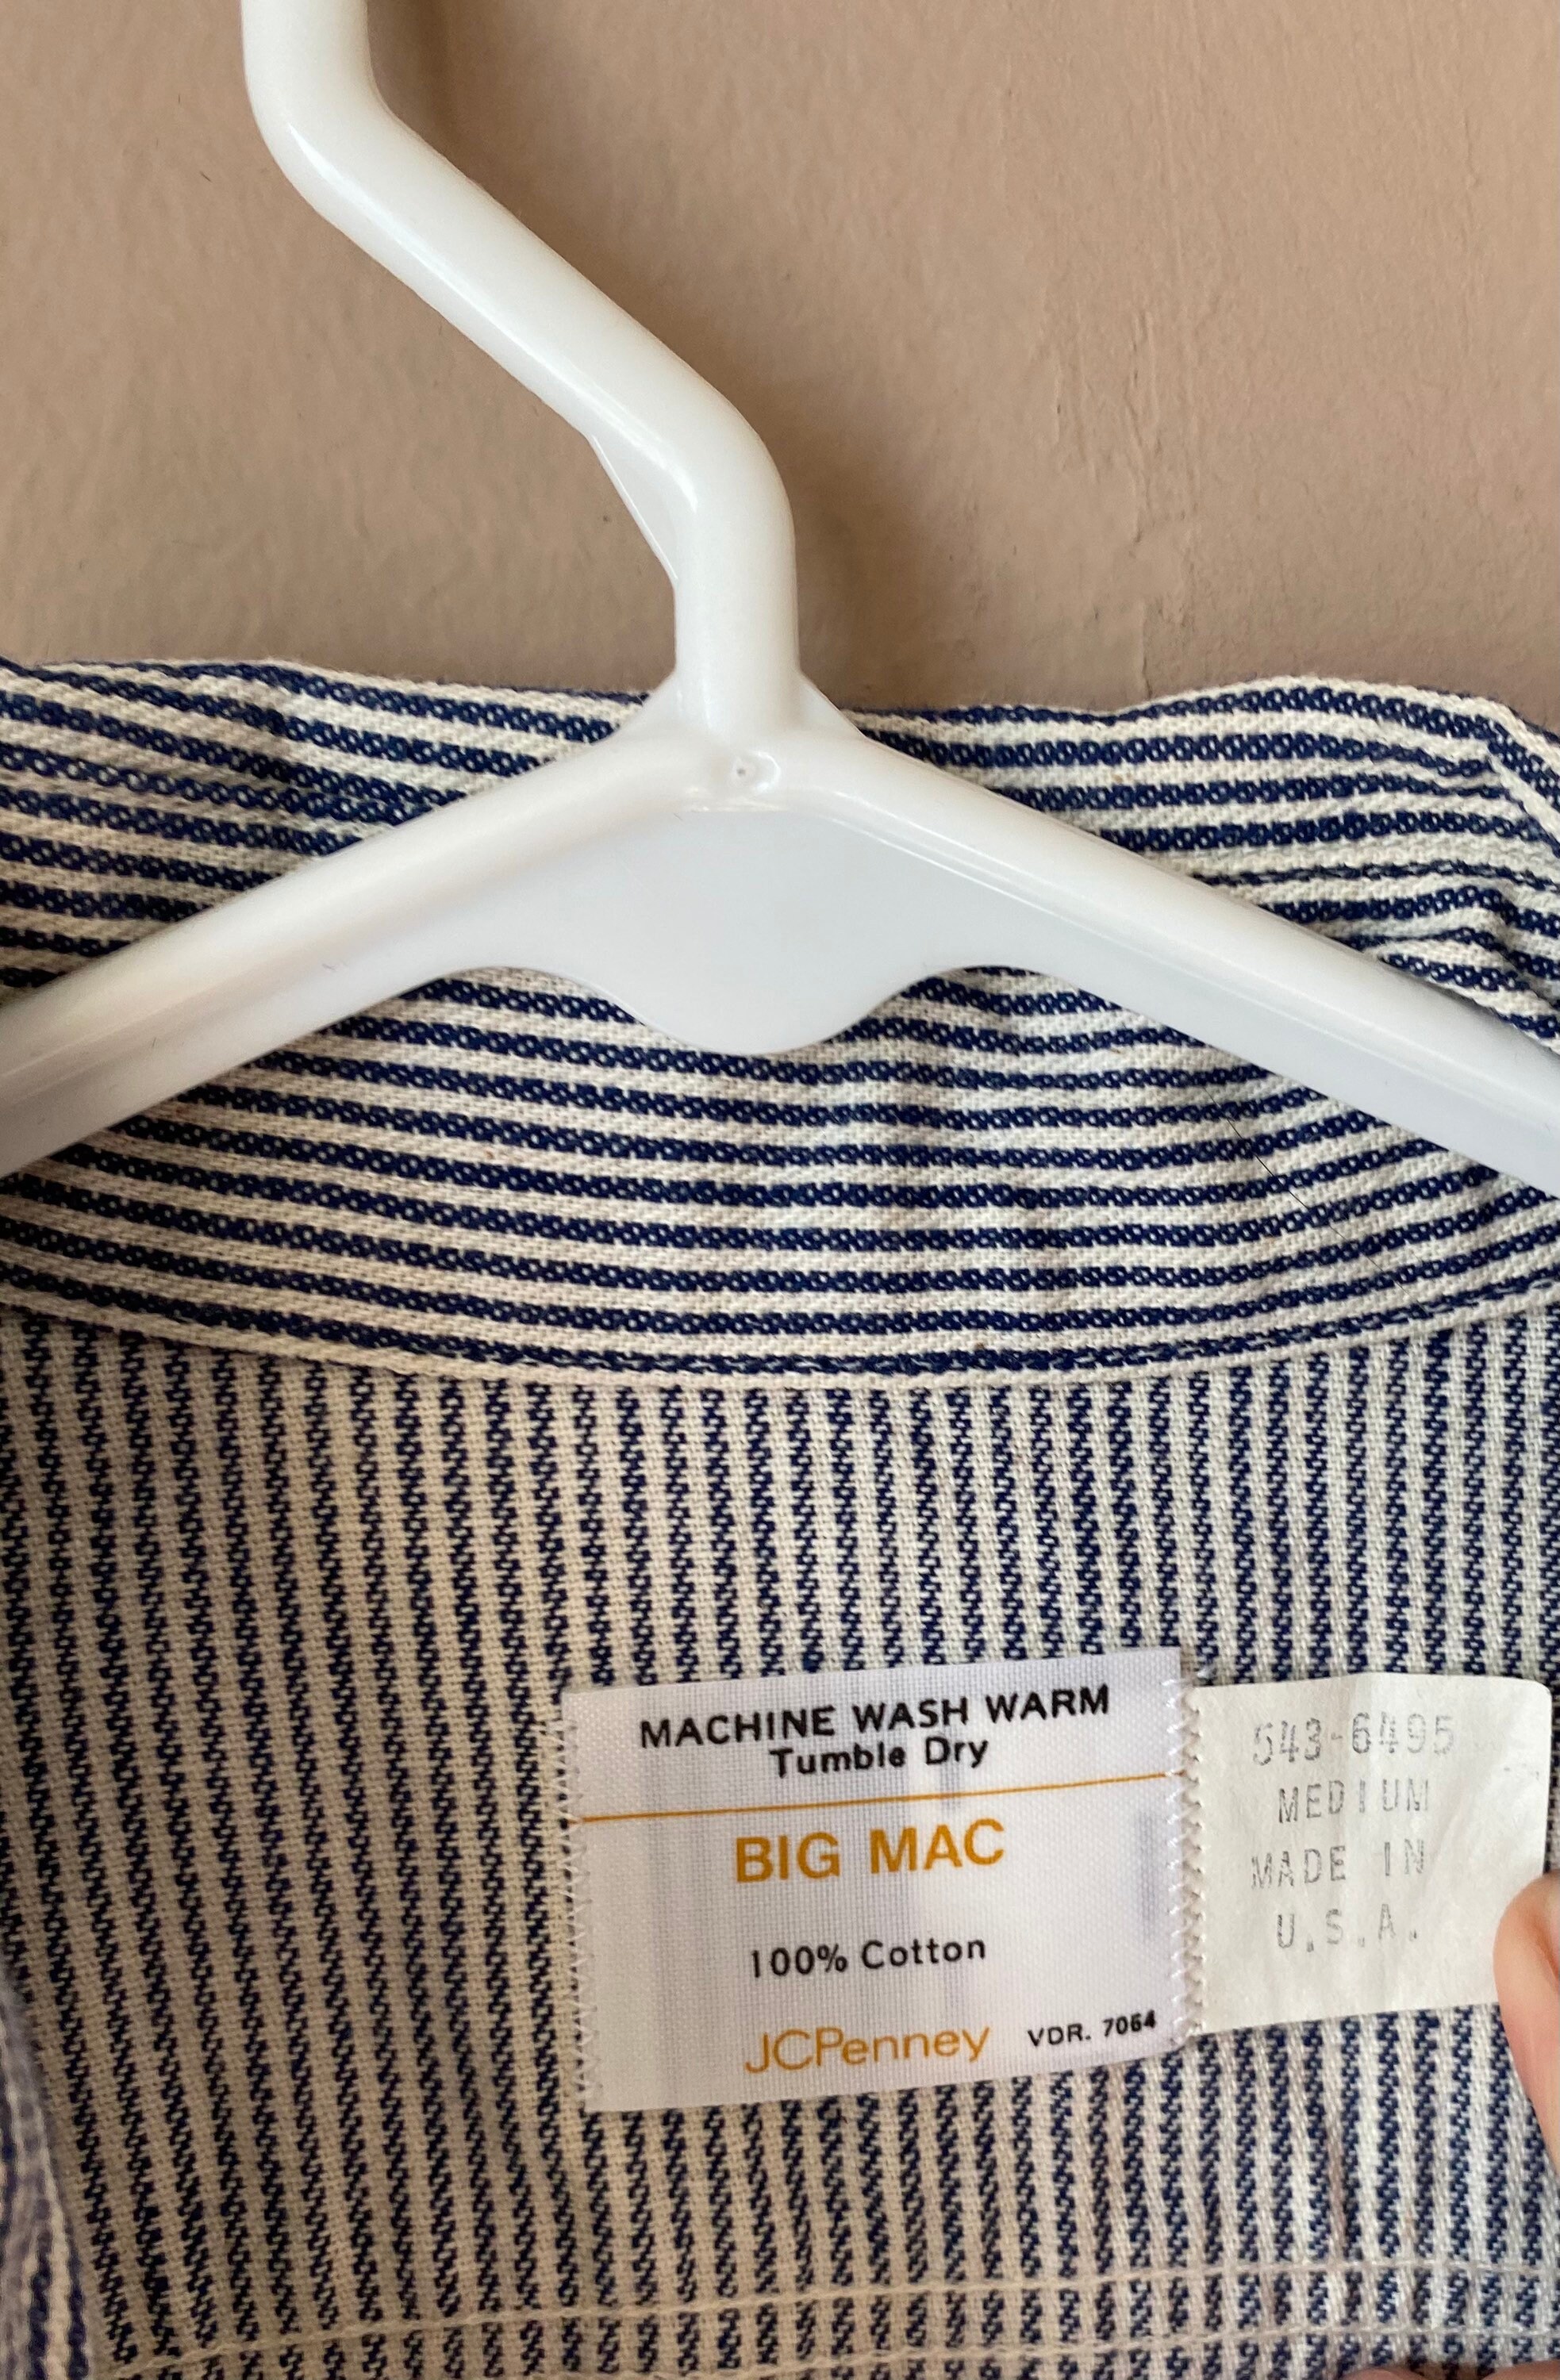 MACHINE WASH WARM
Tumble Dry
BIG MAC
100% Cotton
JCPenney VDR. 7064
543-6495
MEDIUM
MADE IN
U.S.A.